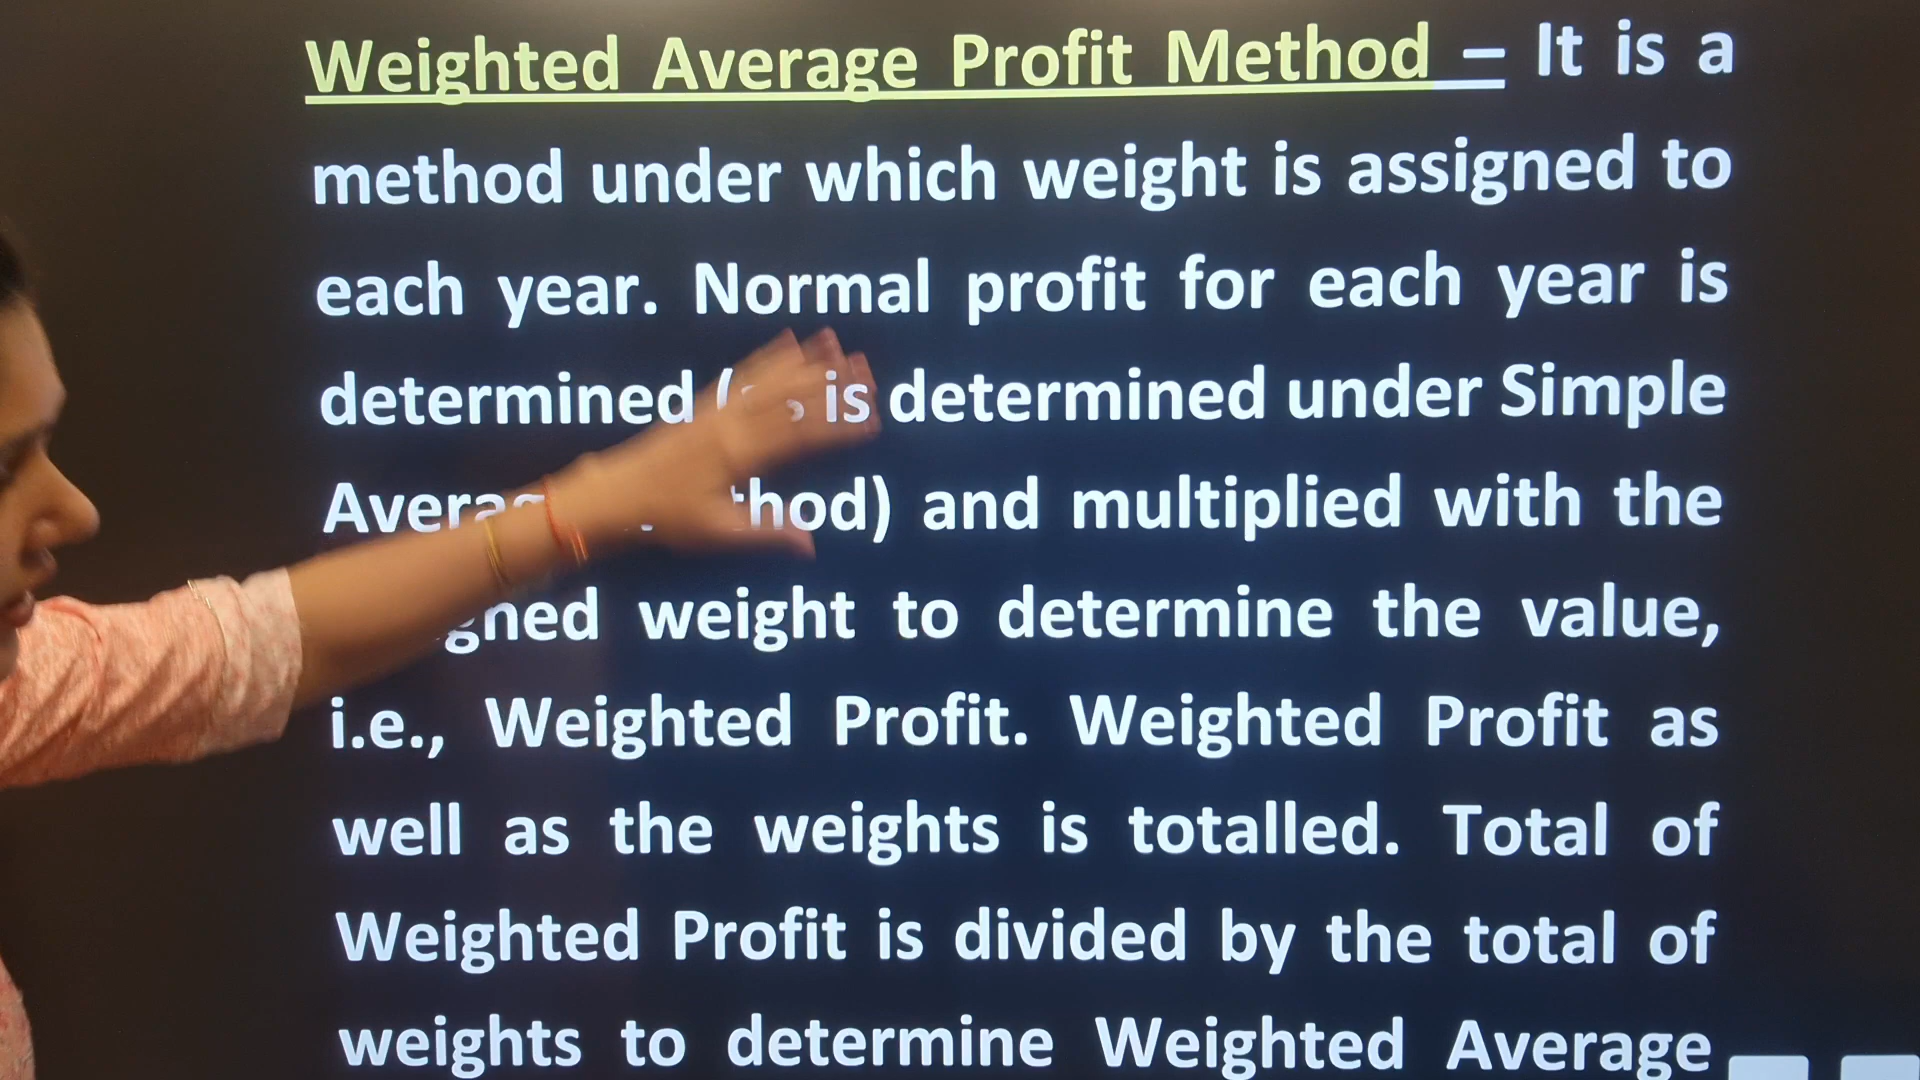 Weighted Average Profit Method – It is a
method under which weight is assigned to
each year. Normal profit for each year is
determined ( is determined under Simple
and multiplied with the
weight to determine the value,
i.e., Weighted Profit. Weighted Profit as
well as the weights is totalled. Total of
Weighted Profit is divided by the total of
weights to determine Weighted Average